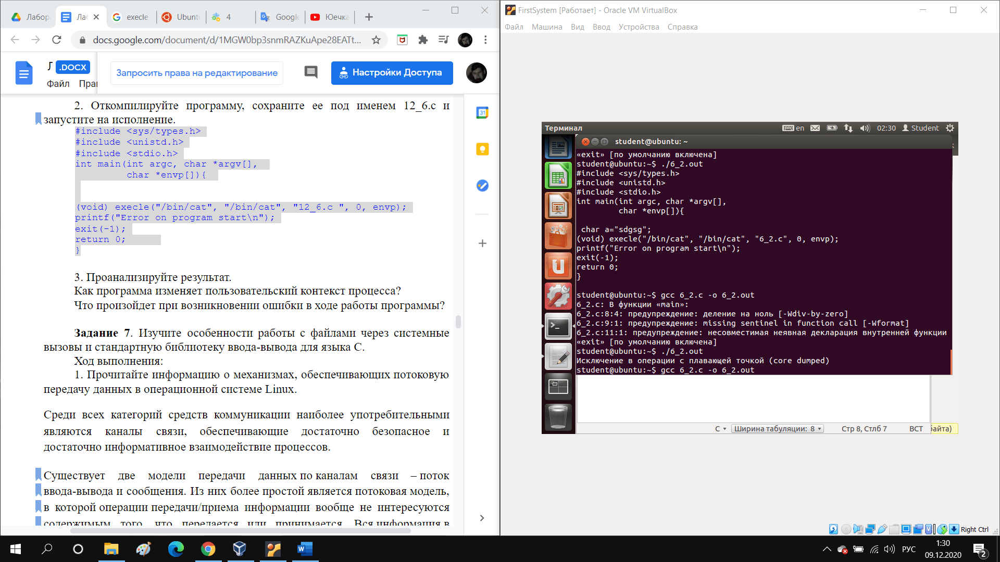 Лабор
Ла
execle
Ubunt
4
Google
Юечка
docs.google.com/document/d/1MGW0bp3snmRAZKuApe28EATt...
Л .DOCX
Файл Прав
Запросить права на редактирование
Настройки Доступа
31
2. Откомпилируйте программу, сохраните ее под именем 12_6.c и
запустите на исполнение.
#include <sys/types.h>
#include <unistd.h>
#include <stdio.h>
int main(int argc, char *argv[],
char *envp[]){
(void) execle("/bin/cat", "/bin/cat", "12_6.c ", 0, envp);
printf("Error on program start\n");
exit(-1);
return 0;
}
3. Проанализируйте результат.
Как программа изменяет пользовательский контекст процесса?
Что произойдет при возникновении ошибки в ходе работы программы?
Задание 7. Изучите особенности работы с файлами через системные
вызовы и стандартную библиотеку ввода-вывода для языка С.
Ход выполнения:
1. Прочитайте информацию о механизмах, обеспечивающих потоковую
передачу данных в операционной системе Linux.
Среди всех категорий средств коммуникации наиболее употребительными
являются каналы связи, обеспечивающие достаточно безопасное и
достаточно информативное взаимодействие процессов.
Существует две модели передачи данных по каналам связи – поток
ввода-вывода и сообщения. Из них более простой является потоковая модель,
в которой операции передачи/приема информации вообще не интересуются
содержимым того, что передается или принимается. Вся информация в
FirstSystem [Работает] - Oracle VM VirtualBox
Файл Машина Вид Ввод Устройства Справка
Терминал
en 02:30 Student
student@ubuntu: ~
«exit» [по умолчанию включена]
student@ubuntu:~$ ./6_2.out
#include <sys/types.h>
#include <unistd.h>
#include <stdio.h>
int main(int argc, char *argv[],
char *envp[]){
char a="sdgsg";
(void) execle("/bin/cat", "/bin/cat", "6_2.c", 0, envp);
printf("Error on program start\n");
exit(-1);
return 0;
}
student@ubuntu:~$ gcc 6_2.c -o 6_2.out
6_2.c: В функции «main»:
6_2.c:8:4: предупреждение: деление на ноль [-Wdiv-by-zero]
6_2.c:9:1: предупреждение: missing sentinel in function call [-Wformat]
6_2.c:11:1: предупреждение: несовместимая неявная декларация внутренней функции
«exit» [по умолчанию включена]
student@ubuntu:~$ ./6_2.out
Исключение в операции с плавающей точкой (core dumped)
student@ubuntu:~$ gcc 6_2.c -o 6_2.out
C Ширина табуляции: 8 Стр 8, Стлб 7 ВСТ байта)
Right Ctrl
РУС
1:30
09.12.2020
2